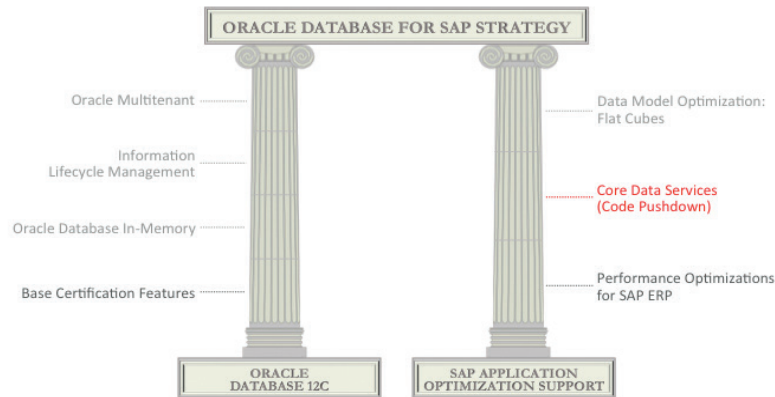 ORACLE DATABASE FOR SAP STRATEGY
Oracle Multitenant
Information
Lifecycle Management
Oracle Database In-Memory
Base Certification Features
Data Model Optimization:
Flat Cubes
Core Data Services
(Code Pushdown)
Performance Optimizations
for SAP ERP
ORACLE
DATABASE 12C
SAP APPLICATION
OPTIMIZATION SUPPORT